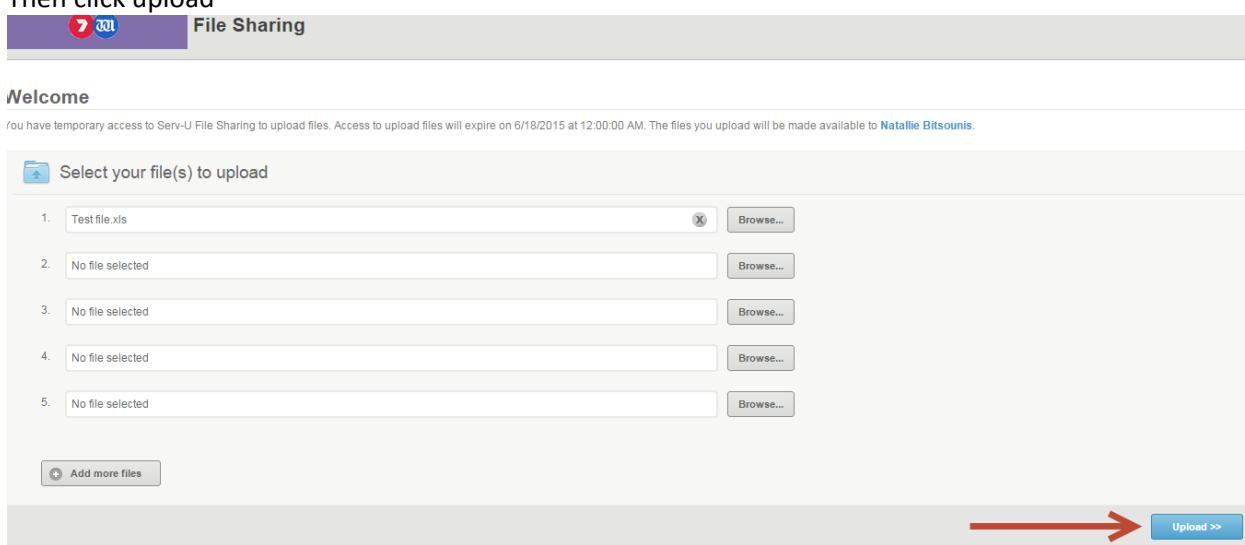 Then click upload
7 W
File Sharing
Welcome
You have temporary access to Serv-U File Sharing to upload files. Access to upload files will expire on 6/18/2015 at 12:00:00 AM. The files you upload will be made available to Natallie Bitsounis.
Select your file(s) to upload
1. Test file.xls X Browse...
2. No file selected Browse...
3. No file selected Browse...
4. No file selected Browse...
5. No file selected Browse...
Add more files
Upload >>